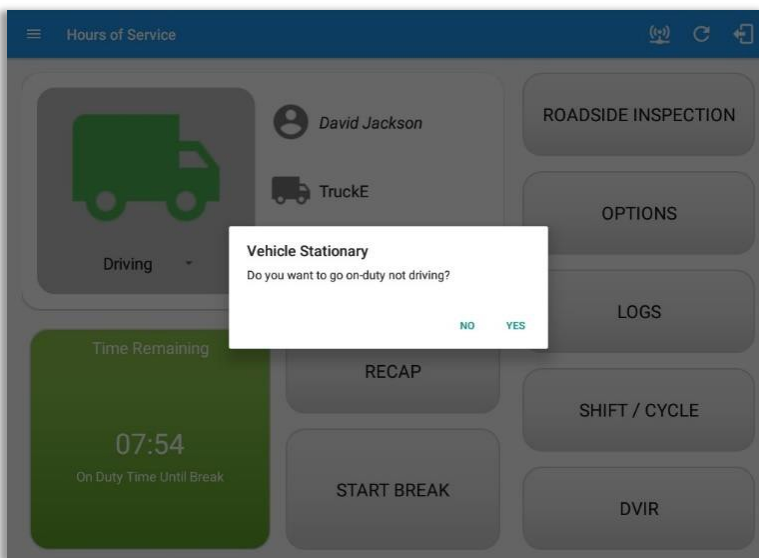 Hours of Service
David Jackson
TruckE
Driving
Vehicle Stationary
Do you want to go on-duty not driving?
NO YES
Time Remaining
07:54
On Duty Time Until Break
RECAP
START BREAK
ROADSIDE INSPECTION
OPTIONS
LOGS
SHIFT / CYCLE
DVIR